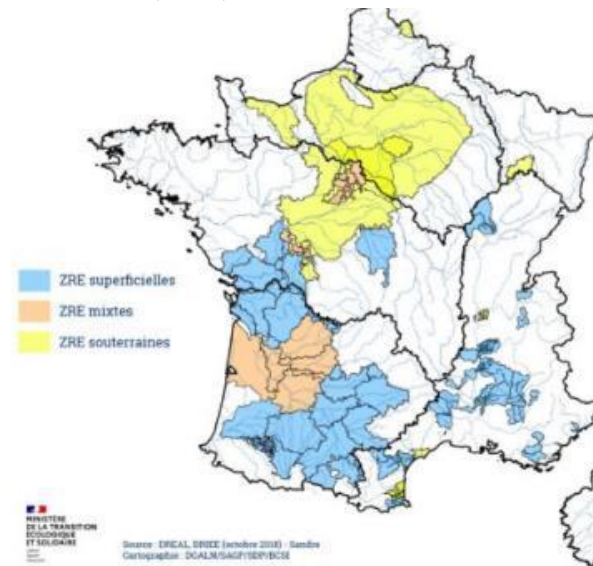 ZRE superficielles
ZRE mixtes
ZRE souterraines
MINISTÈRE
DE LA TRANSITION
ÉCOLOGIQUE
ET SOLIDAIRE
Source : DREAL, DRIEE (octobre 2018) - Sandre
Cartographie : DGALN/SAGP/SDP/BCSI